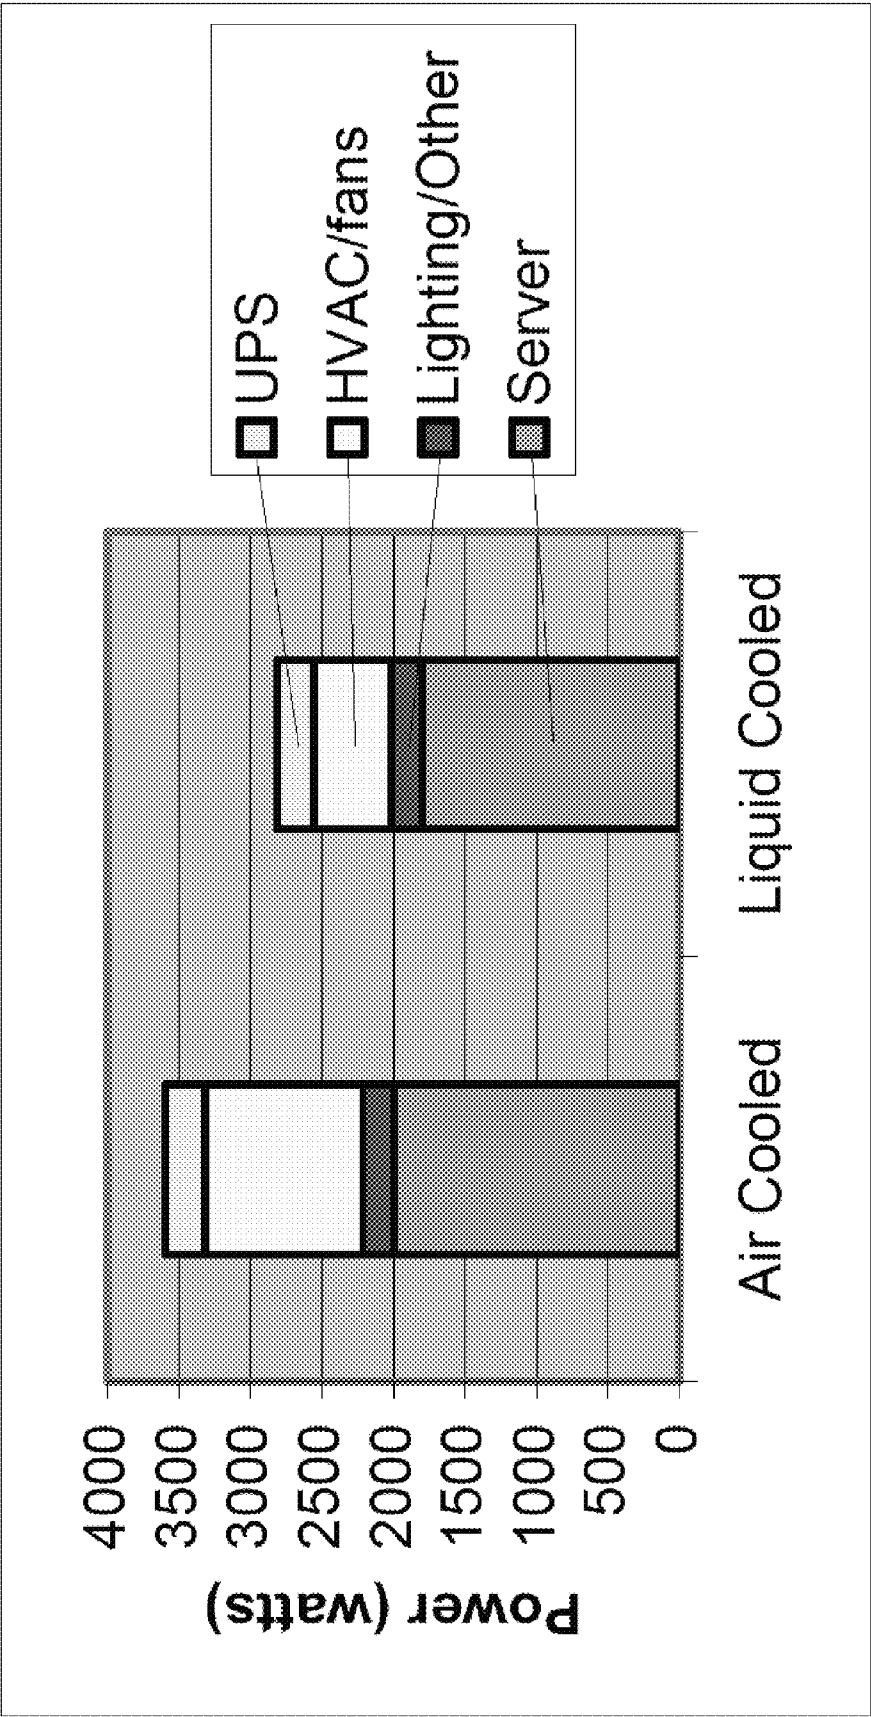 Power (watts)
4000
3500
3000
2500
2000
1500
1000
500
0
Air Cooled
Liquid Cooled
UPS
HVAC/fans
Lighting/Other
Server